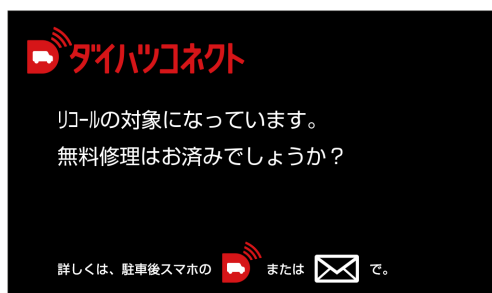 ダイハツコネクト
ﾘｺｰﾙの対象になっています。
無料修理はお済みでしょうか？
詳しくは、駐車後スマホの または で。